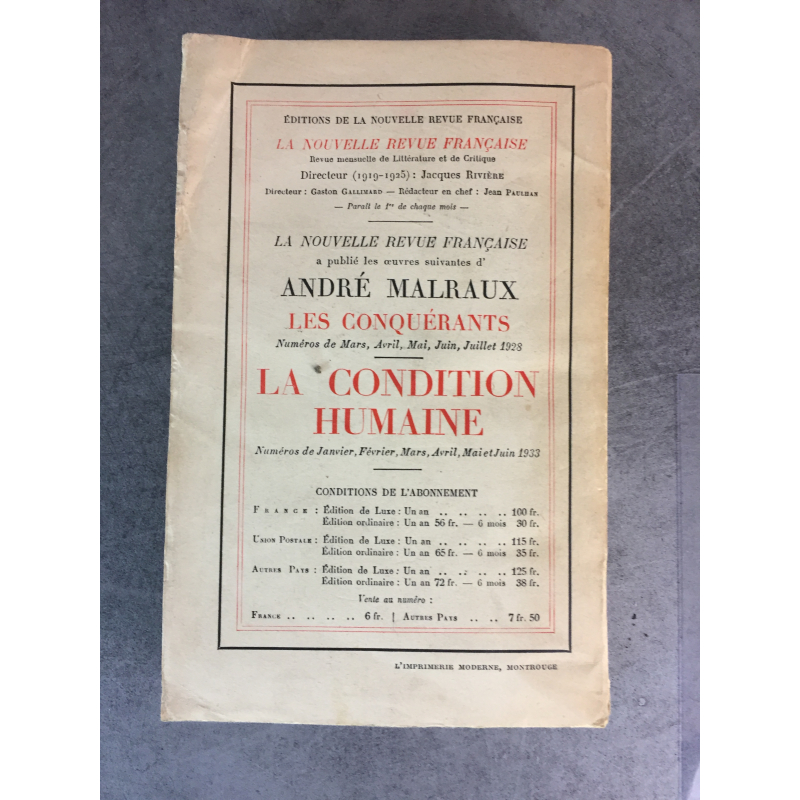 ÉDITIONS DE LA NOUVELLE REVUE FRANÇAISE
LA NOUVELLE REVUE FRANÇAISE
Revue mensuelle de Littérature et de Critique
Directeur (1919-1925) : Jacques RIVIÈRE
Directeur : Gaston GALLIMARD — Rédacteur en chef : Jean PAULHAN
— Paraît le 1er de chaque mois —
LA NOUVELLE REVUE FRANÇAISE
a publié les œuvres suivantes d'
ANDRÉ MALRAUX
LES CONQUÉRANTS
Numéros de Mars, Avril, Mai, Juin, Juillet 1928
LA CONDITION
HUMAINE
Numéros de Janvier, Février, Mars, Avril, Mai et Juin 1933
CONDITIONS DE L'ABONNEMENT
FRANCE : Édition de Luxe : Un an .. .. .. .. 100 fr.
Édition ordinaire : Un an 56 fr. — 6 mois 30 fr.
UNION POSTALE : Édition de Luxe : Un an .. .. .. .. 115 fr.
Édition ordinaire : Un an 65 fr. — 6 mois 35 fr.
AUTRES PAYS : Édition de Luxe : Un an .. .. .. .. 125 fr.
Édition ordinaire : Un an 72 fr. — 6 mois 38 fr.
Vente au numéro :
FRANCE .. .. .. .. 6 fr. | AUTRES PAYS .. .. 7 fr. 50
L'IMPRIMERIE MODERNE, MONTROUGE